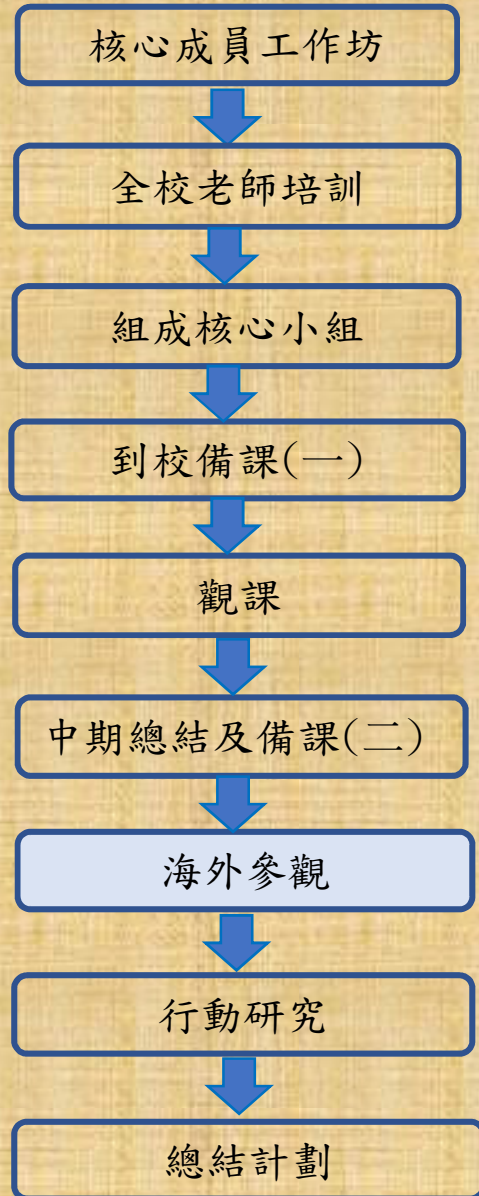 核心成員工作坊
全校老師培訓
組成核心小組
到校備課(一)
觀課
中期總結及備課(二)
海外參觀
行動研究
總結計劃